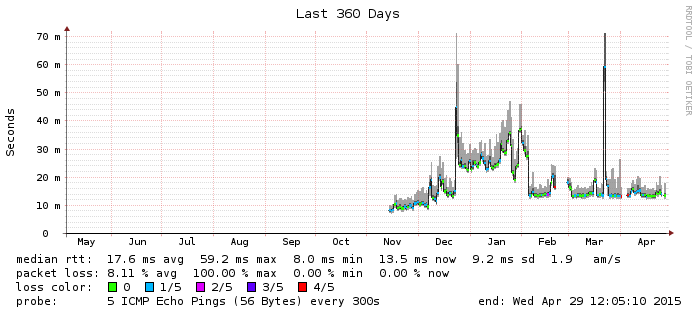 Last 360 Days
RRDTOOL / TOBI OETIKER
Seconds
70 m
60 m
50 m
40 m
30 m
20 m
10 m
0
May Jun Jul Aug Sep Oct Nov Dec Jan Feb Mar Apr
median rtt: 17.6 ms avg 59.2 ms max 8.0 ms min 13.5 ms now 9.2 ms sd 1.9 am/s
packet loss: 8.11 % avg 100.00 % max 0.00 % min 0.00 % now
loss color: 0 1/5 2/5 3/5 4/5
probe: 5 ICMP Echo Pings (56 Bytes) every 300s end: Wed Apr 29 12:05:10 2015